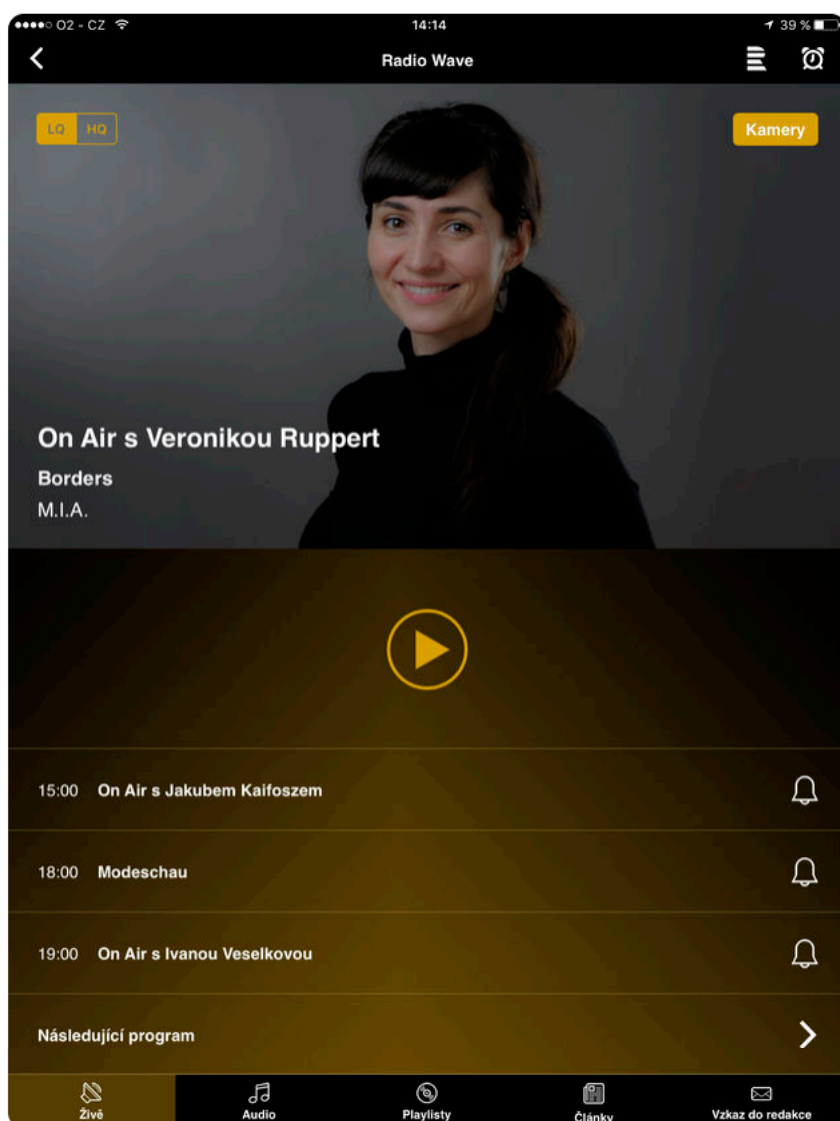 O2 - CZ 14:14 39 %
Radio Wave
LQ HQ Kamery
On Air s Veronikou Ruppert
Borders
M.I.A.
15:00 On Air s Jakubem Kaifoszem
18:00 Modeschau
19:00 On Air s Ivanou Veselkovou
Následující program
Živě Audio Playlisty Články Vzkaz do redakce